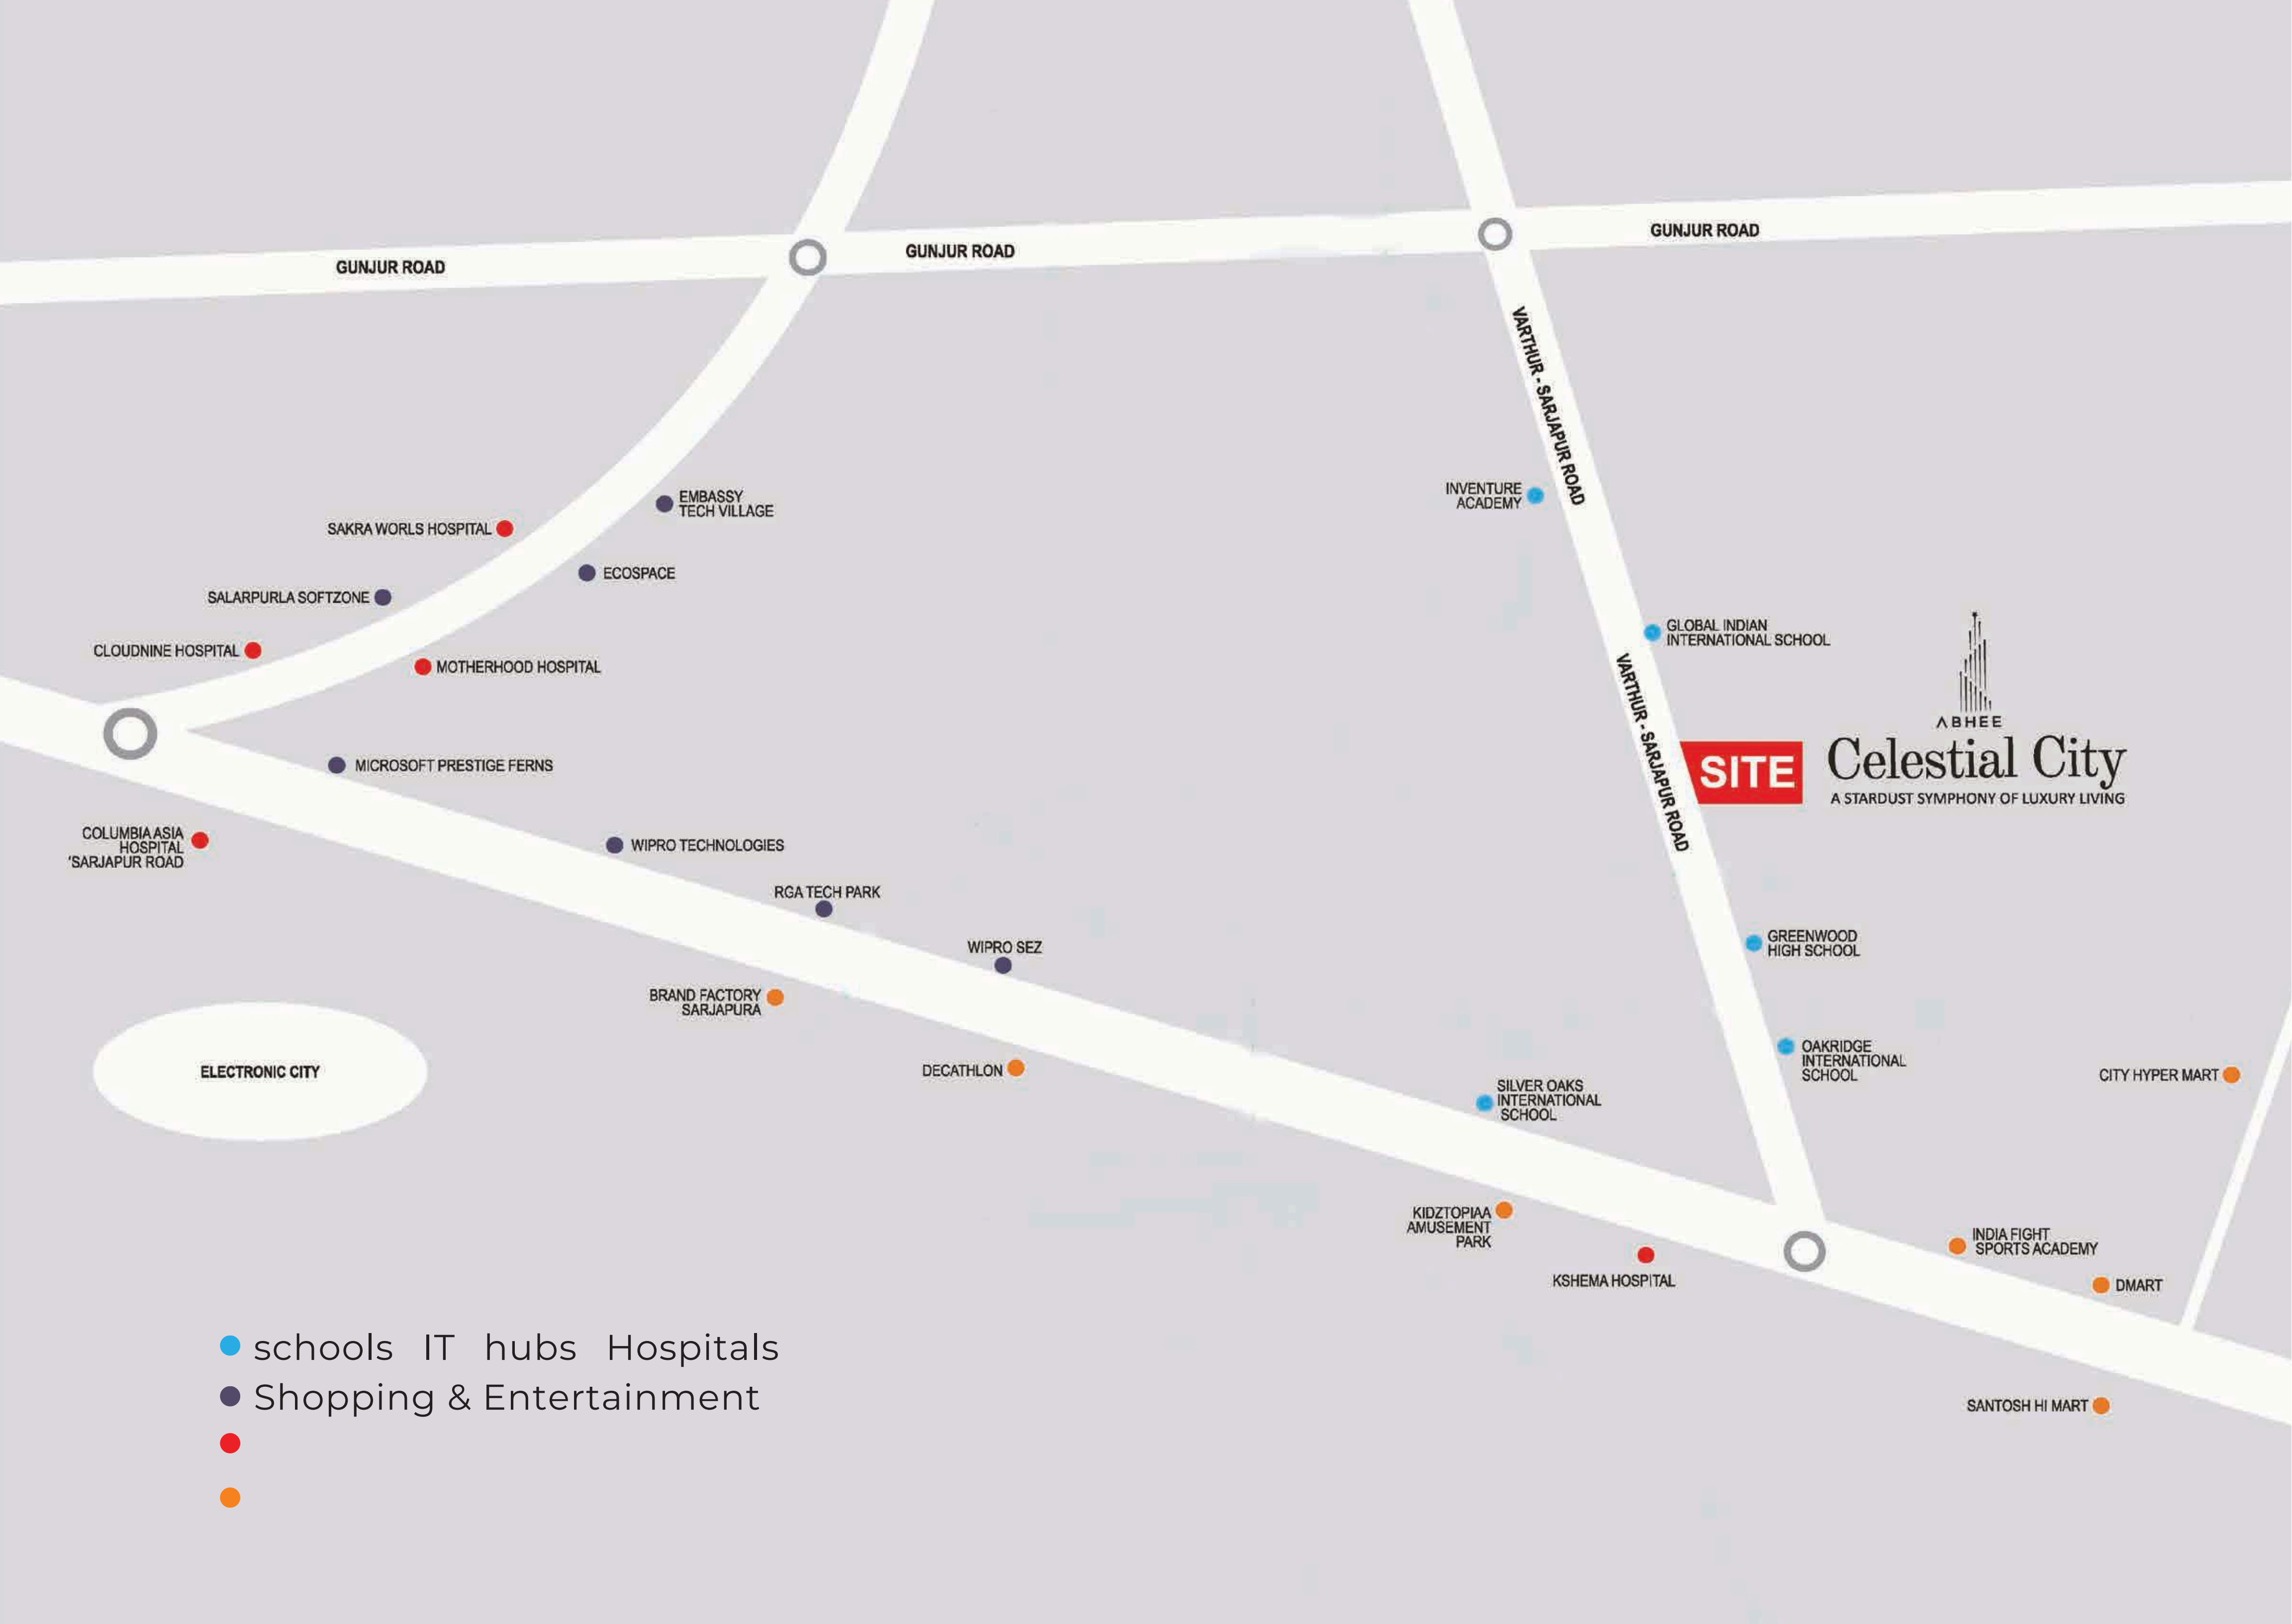 GUNJUR ROAD
GUNJUR ROAD
GUNJUR ROAD
VARTHUR - SARJAPUR ROAD
EMBASSY
TECH VILLAGE
INVENTURE
ACADEMY
SAKRA WORLS HOSPITAL
ECOSPACE
SALARPURLA SOFTZONE
GLOBAL INDIAN
INTERNATIONAL SCHOOL
CLOUDNINE HOSPITAL
MOTHERHOOD HOSPITAL
VARTHUR - SARJAPUR ROAD
ABHEE
SITE
Celestial City
A STARDUST SYMPHONY OF LUXURY LIVING
MICROSOFT PRESTIGE FERNS
COLUMBIA ASIA
HOSPITAL
'SARJAPUR ROAD
WIPRO TECHNOLOGIES
RGA TECH PARK
WIPRO SEZ
GREENWOOD
HIGH SCHOOL
BRAND FACTORY
SARJAPURA
OAKRIDGE
INTERNATIONAL
SCHOOL
ELECTRONIC CITY
DECATHLON
CITY HYPER MART
SILVER OAKS
INTERNATIONAL
SCHOOL
KIDZTOPIAA
AMUSEMENT
PARK
INDIA FIGHT
SPORTS ACADEMY
KSHEMA HOSPITAL
DMART
schools IT hubs Hospitals
Shopping & Entertainment
SANTOSH HI MART